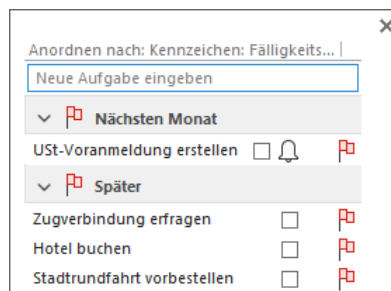 Anordnen nach: Kennzeichen: Fälligkeits...
Neue Aufgabe eingeben
Nächsten Monat
USt-Voranmeldung erstellen
Später
Zugverbindung erfragen
Hotel buchen
Stadtrundfahrt vorbestellen